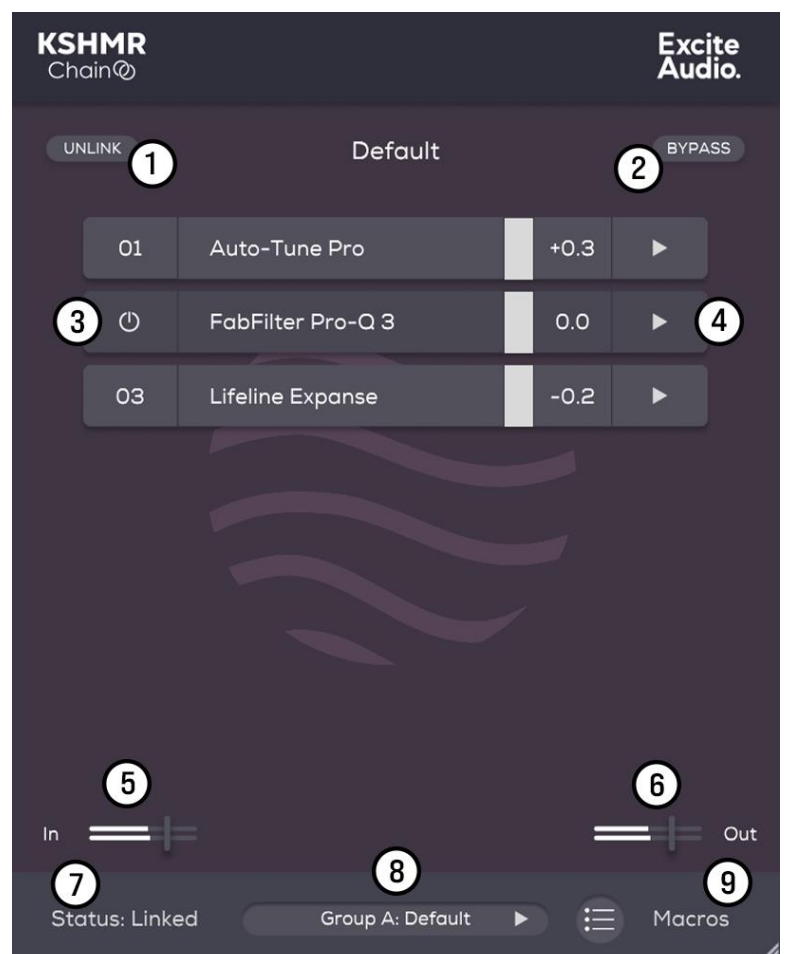 KSHMR
Chain
Excite
Audio.
UNLINK
1
Default
2
BYPASS
01
Auto-Tune Pro
+0.3
3
FabFilter Pro-Q 3
0.0
4
03
Lifeline Expanse
-0.2
5
6
In
Out
7
8
9
Status: Linked
Group A: Default
Macros